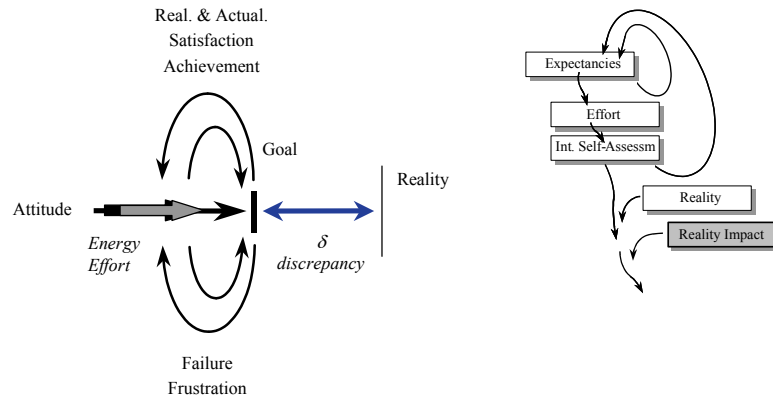 Real. & Actual.
Satisfaction
Achievement
Goal
Reality
Attitude
Energy
Effort
δ
discrepancy
Failure
Frustration
Expectancies
Effort
Int. Self-Assessm
Reality
Reality Impact